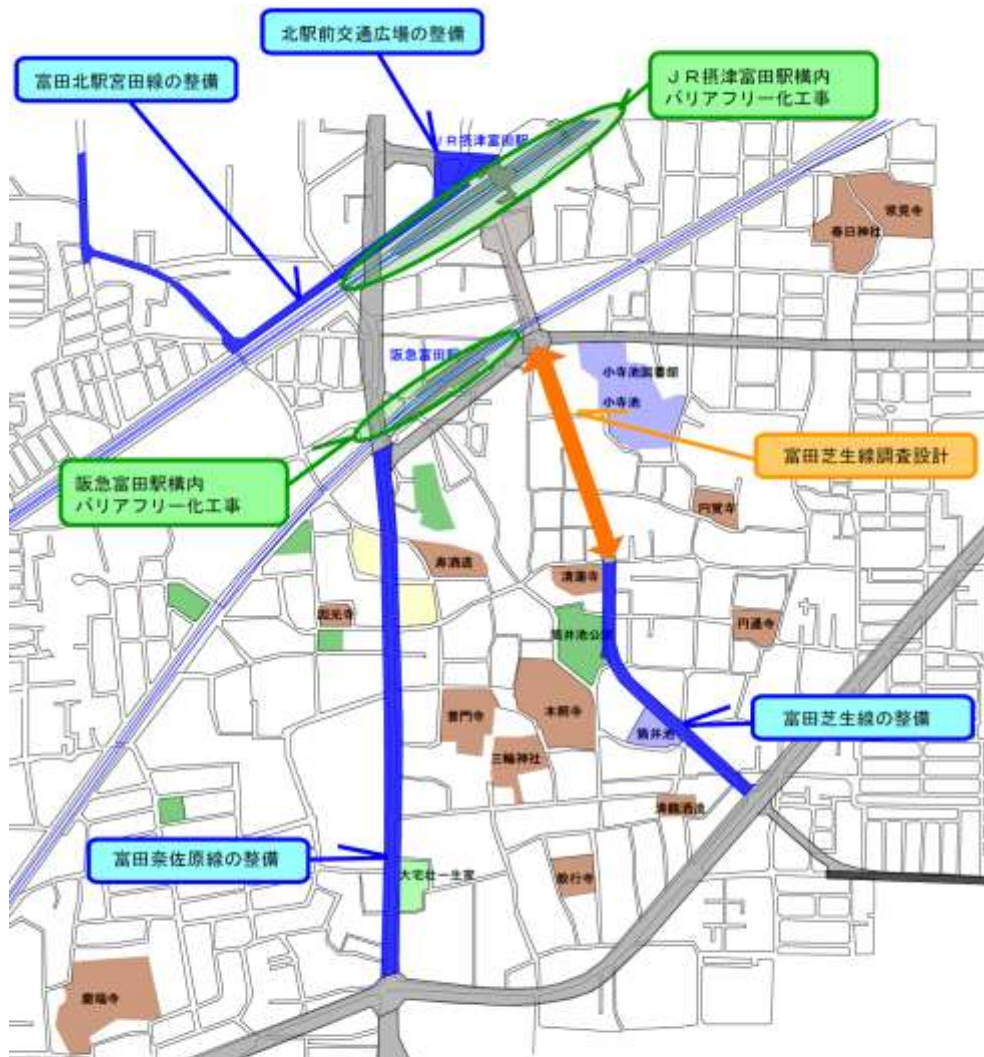 北駅前交通広場の整備
富田北駅宮田線の整備
ＪＲ摂津富田駅構内
バリアフリー化工事
ＪＲ摂津富田駅
春日神社
阪急富田駅
小寺池図書館
小寺池
富田芝生線調査設計
阪急富田駅構内
バリアフリー化工事
円覚寺
寿酒造
清蓮寺
筒井池公園
円通寺
普門寺
本照寺
筒井池
富田芝生線の整備
三輪神社
清鶴酒造
富田奈佐原線の整備
大宅壮一生家
教行寺
慶瑞寺